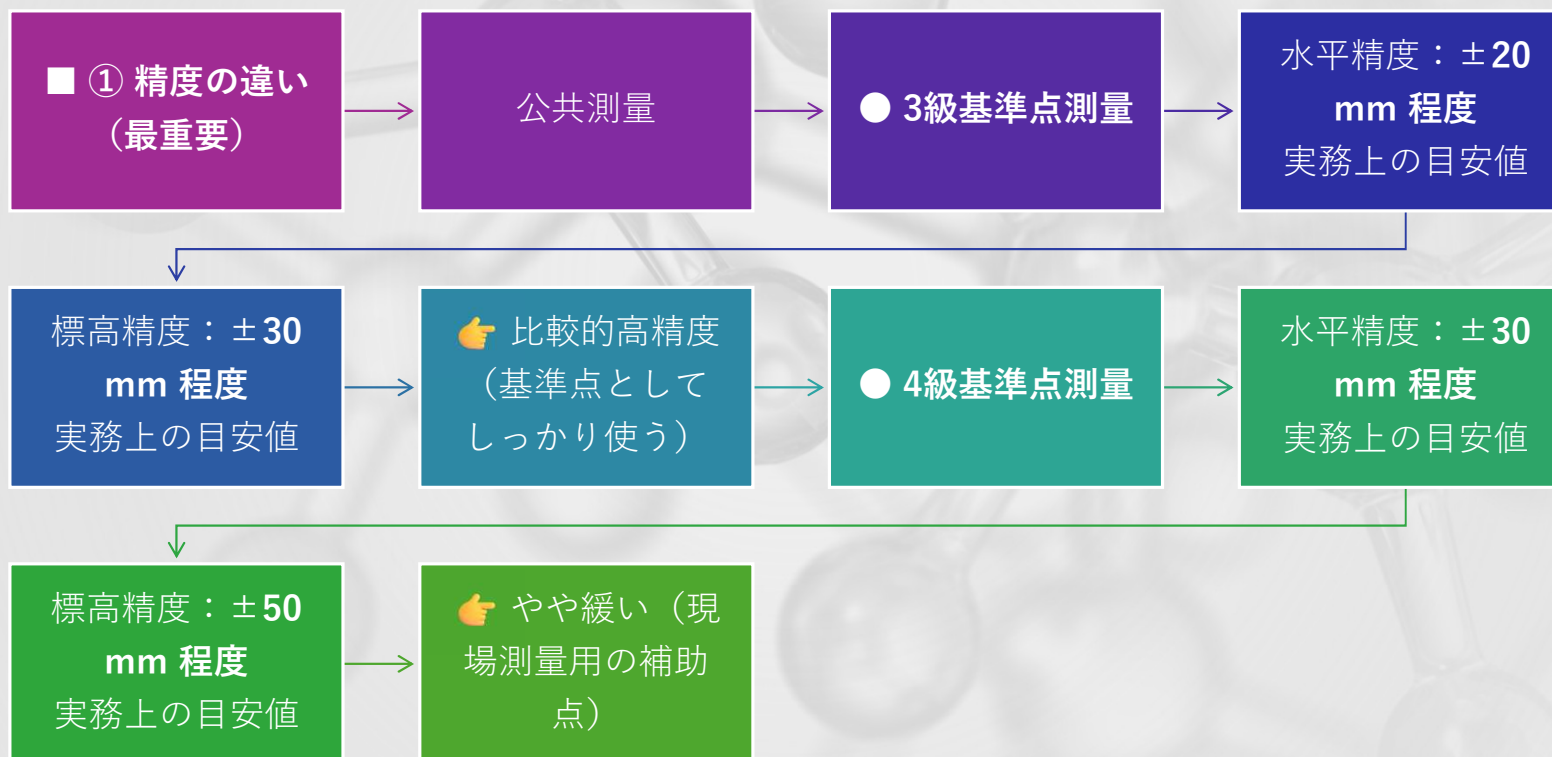 ■ ① 精度の違い
（最重要）
公共測量
● 3級基準点測量
水平精度：±20
mm 程度
実務上の目安値
標高精度：±30
mm 程度
実務上の目安値
👉 比較的高精度
（基準点として
しっかり使う）
● 4級基準点測量
水平精度：±30
mm 程度
実務上の目安値
標高精度：±50
mm 程度
実務上の目安値
👉 やや緩い（現
場測量用の補助
点）